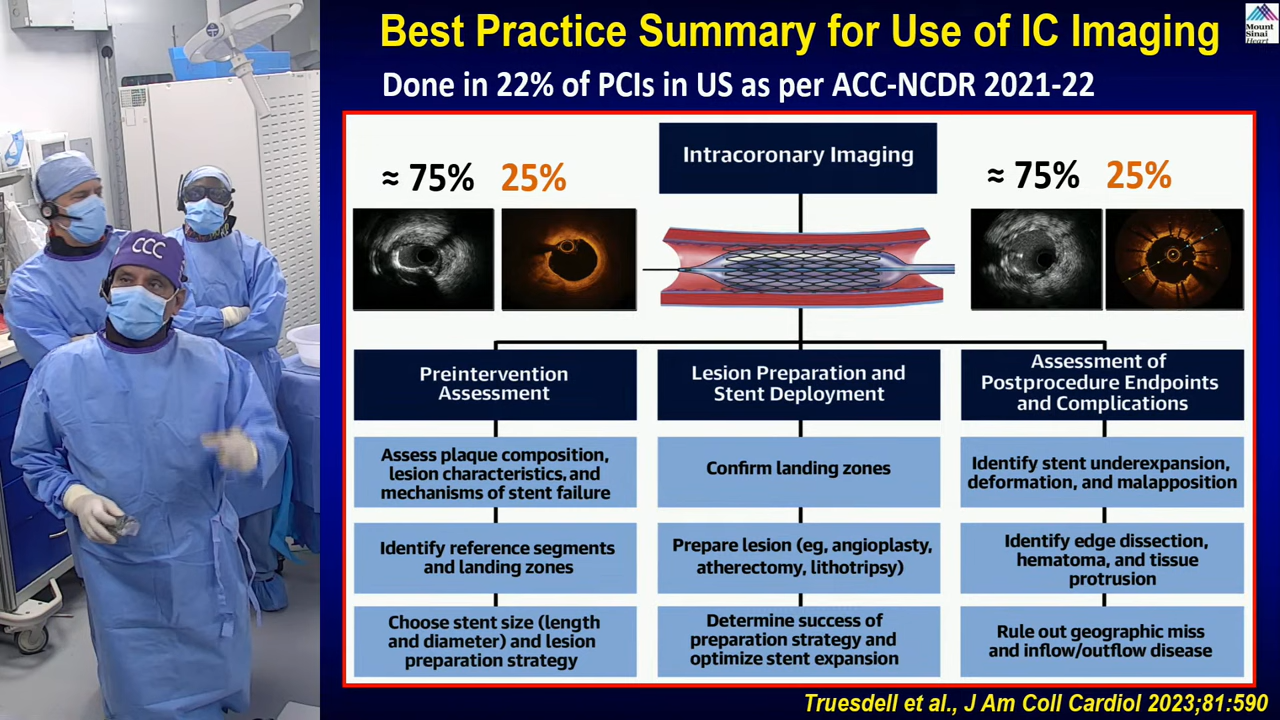 Best Practice Summary for Use of IC Imaging
Mount
Sinai
Heart
Done in 22% of PCIs in US as per ACC-NCDR 2021-22
Intracoronary Imaging
≈ 75% 25%
≈ 75% 25%
CCC
Preintervention
Assessment
Assess plaque composition,
lesion characteristics, and
mechanisms of stent failure
Identify reference segments
and landing zones
Choose stent size (length
and diameter) and lesion
preparation strategy
Lesion Preparation and
Stent Deployment
Confirm landing zones
Prepare lesion (eg, angioplasty,
atherectomy, lithotripsy)
Determine success of
preparation strategy and
optimize stent expansion
Assessment of
Postprocedure Endpoints
and Complications
Identify stent underexpansion,
deformation, and malapposition
Identify edge dissection,
hematoma, and tissue
protrusion
Rule out geographic miss
and inflow/outflow disease
Truesdell et al., J Am Coll Cardiol 2023;81:590